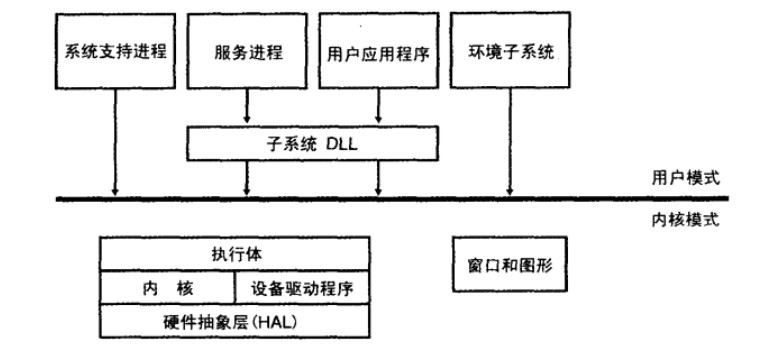 系统支持进程
服务进程
用户应用程序
环境子系统
子系统 DLL
用户模式
内核模式
执行体
窗口和图形
内 核
设备驱动程序
硬件抽象层(HAL)